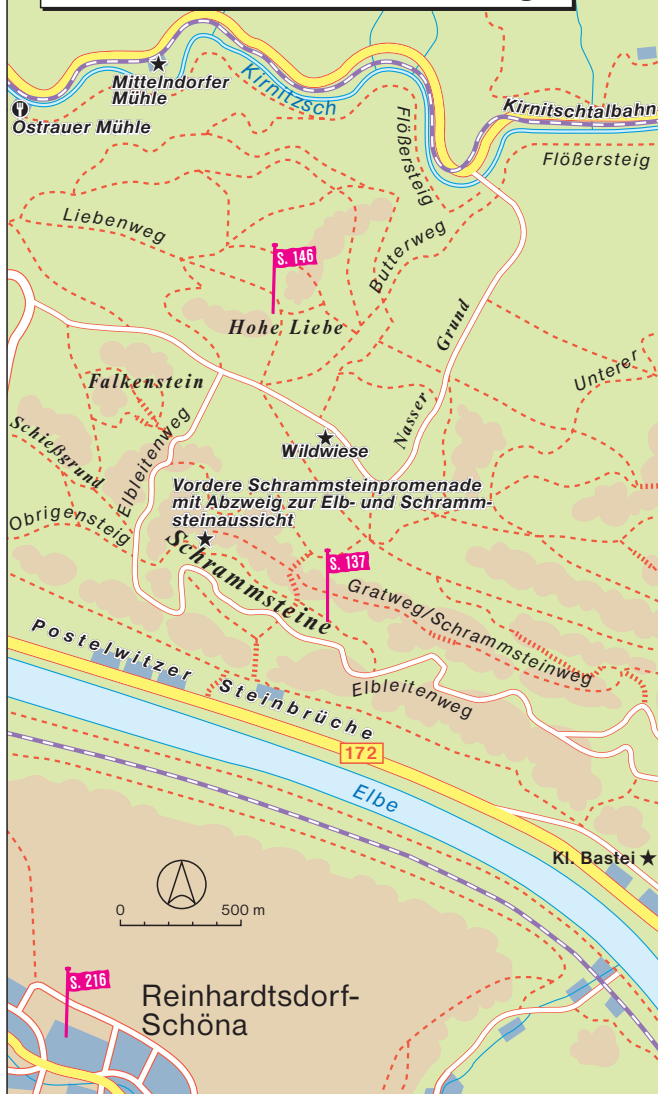 Mittelndorfer
Mühle
Kirnitzsch
Ostrauer Mühle
Kirnitschtalbahn
Flößersteig
Flößersteig
Liebenweg
S. 146
Butterweg
Hohe Liebe
Nasser Grund
Unterer
Falkenstein
Schießgrund
Elbleitenweg
Wildwiese
Vordere Schrammsteinpromenade
mit Abzweig zur Elb- und Schramm-
steinaussicht
Obrigensteig
Schrammsteine
S. 137
Gratweg/Schrammsteinweg
Postelwitzer Steinbrüche
Elbleitenweg
172
Elbe
Kl. Bastei
0 500 m
S. 216
Reinhardtsdorf-
Schöna